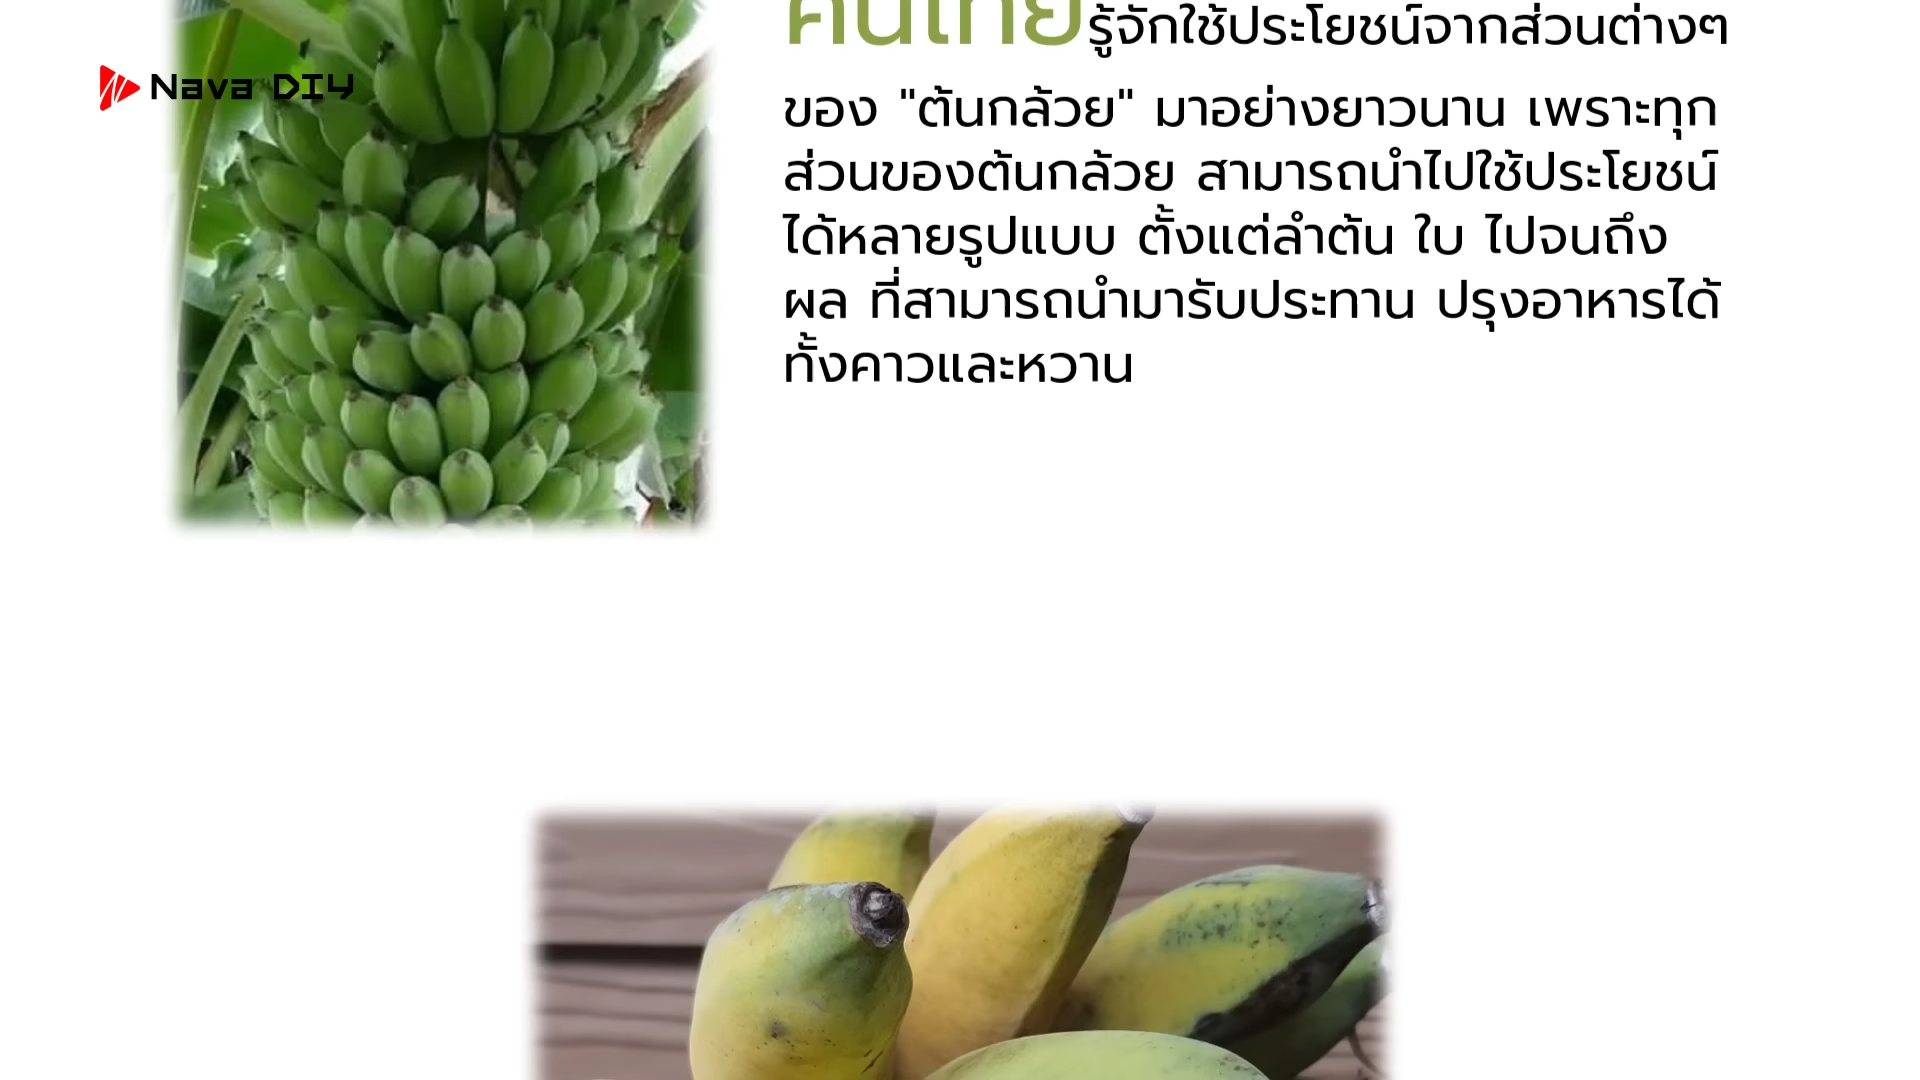 Nava DIY
คนไทยรู้จักใช้ประโยชน์จากส่วนต่างๆ
ของ "ต้นกล้วย" มาอย่างยาวนาน เพราะทุก
ส่วนของต้นกล้วย สามารถนำไปใช้ประโยชน์
ได้หลายรูปแบบ ตั้งแต่ลำต้น ใบ ไปจนถึง
ผล ที่สามารถนำมารับประทาน ปรุงอาหารได้
ทั้งคาวและหวาน